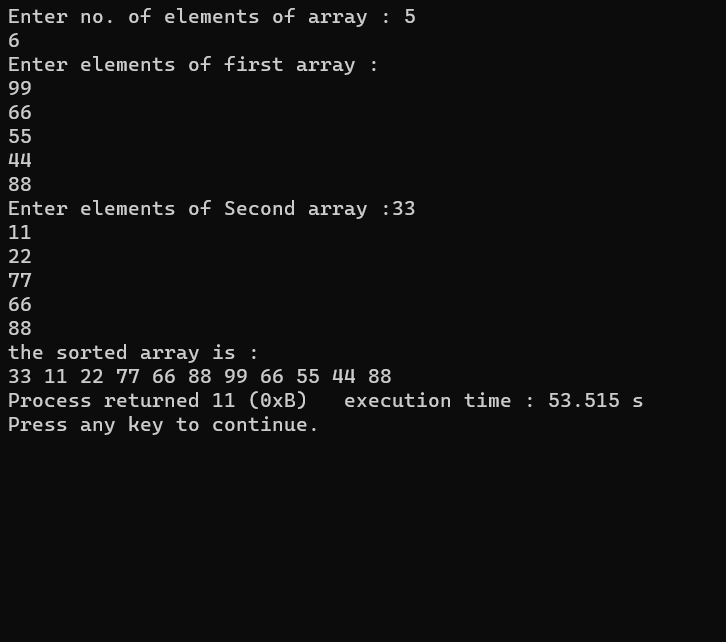 Enter no. of elements of array : 5
6
Enter elements of first array :
99
66
55
44
88
Enter elements of Second array :33
11
22
77
66
88
the sorted array is :
33 11 22 77 66 88 99 66 55 44 88
Process returned 11 (0xB)   execution time : 53.515 s
Press any key to continue.